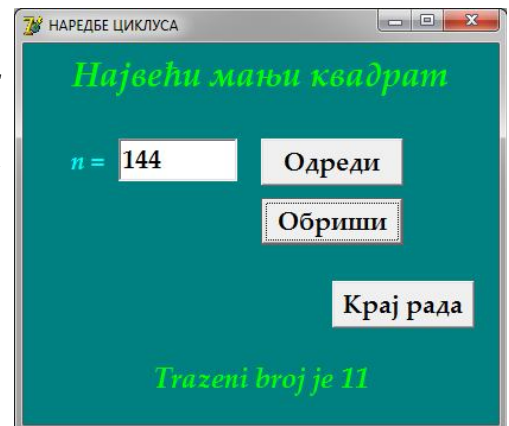 НАРЕДБЕ ЦИКЛУСА
Највећи мањи квадрат
n = 144
Одреди
Обриши
Крај рада
Trazeni broj je 11